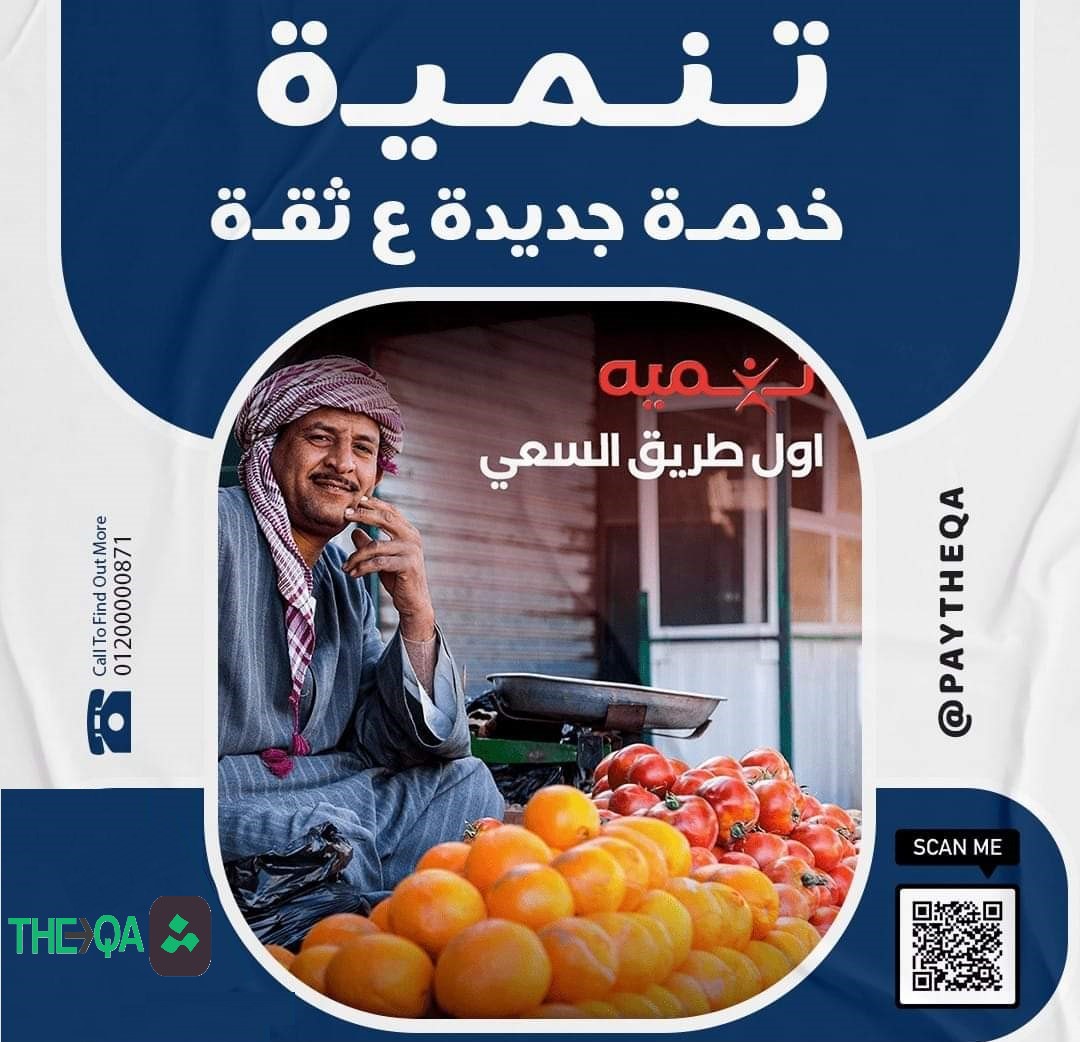 تنمية
خدمة جديدة ع ثقة
تنميه
اول طريق السعي
Call To Find Out More
01200000871
@PAYTHEQA
SCAN ME
THEQA